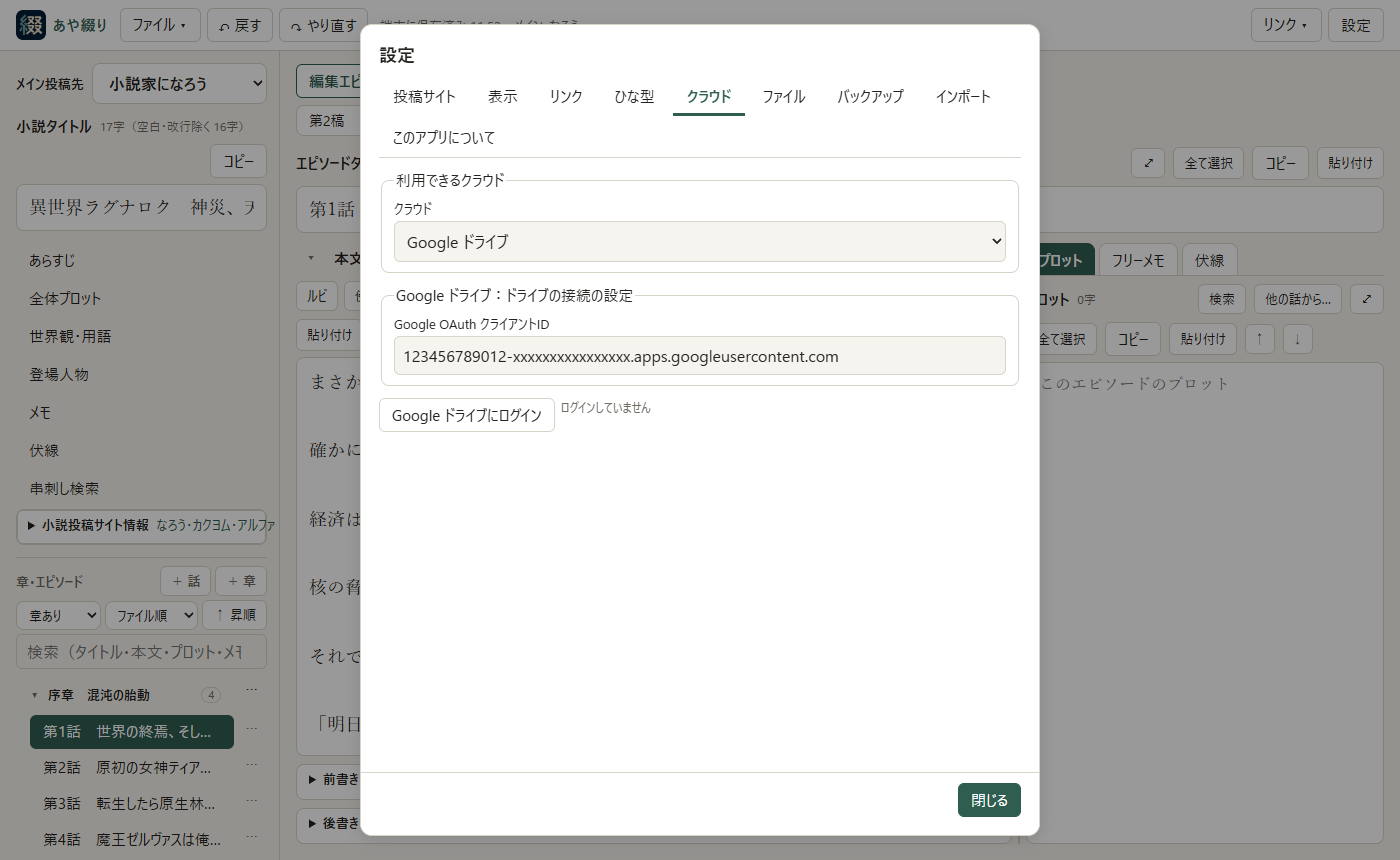 綴 あや綴り ファイル ▾ ↶ 戻す ↷ やり直す リンク ▾ 設定
メイン投稿先 小説家になろう
小説タイトル 17字（空白・改行除く16字）
コピー
異世界ラグナロク　神災、
あらすじ
全体プロット
世界観・用語
登場人物
メモ
伏線
串刺し検索
▶ 小説投稿サイト情報 なろう・カクヨム・アルファ
章・エピソード ＋ 話 ＋ 章
章あり ファイル順 ↑ 昇順
検索（タイトル・本文・プロット・メモ
▾ 序章　混沌の胎動 4 …
第1話　世界の終焉、そし... …
第2話　原初の女神ティア... …
第3話　転生したら原生林... …
第4話　魔王ゼルヴァスは俺... …
編集エピ
第2稿
エピソードタ
第1話
▾ 本文
ルビ
貼り付け
まさか
確かに
経済は
核の脅
それで
「明日
▶ 前書き
▶ 後書き
設定
投稿サイト 表示 リンク ひな型 クラウド ファイル バックアップ インポート
このアプリについて
利用できるクラウド
クラウド
Google ドライブ
Google ドライブ：ドライブの接続の設定
Google OAuth クライアントID
123456789012-xxxxxxxxxxxxxxxx.apps.googleusercontent.com
Google ドライブにログイン ログインしていません
閉じる
⤢ 全て選択 コピー 貼り付け
プロット フリーメモ 伏線
ロット 0字 検索 他の話から... ⤢
全て選択 コピー 貼り付け ↑ ↓
このエピソードのプロット